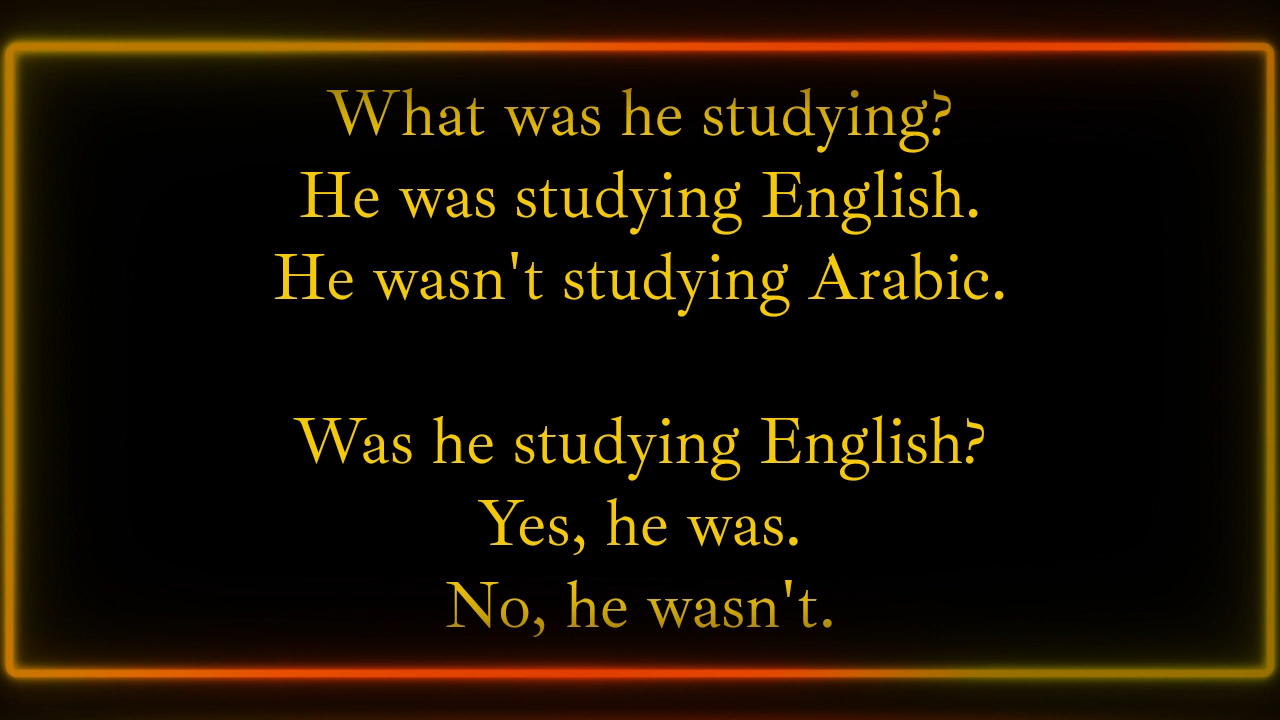 What was he studying?
He was studying English.
He wasn't studying Arabic.
Was he studying English?
Yes, he was.
No, he wasn't.